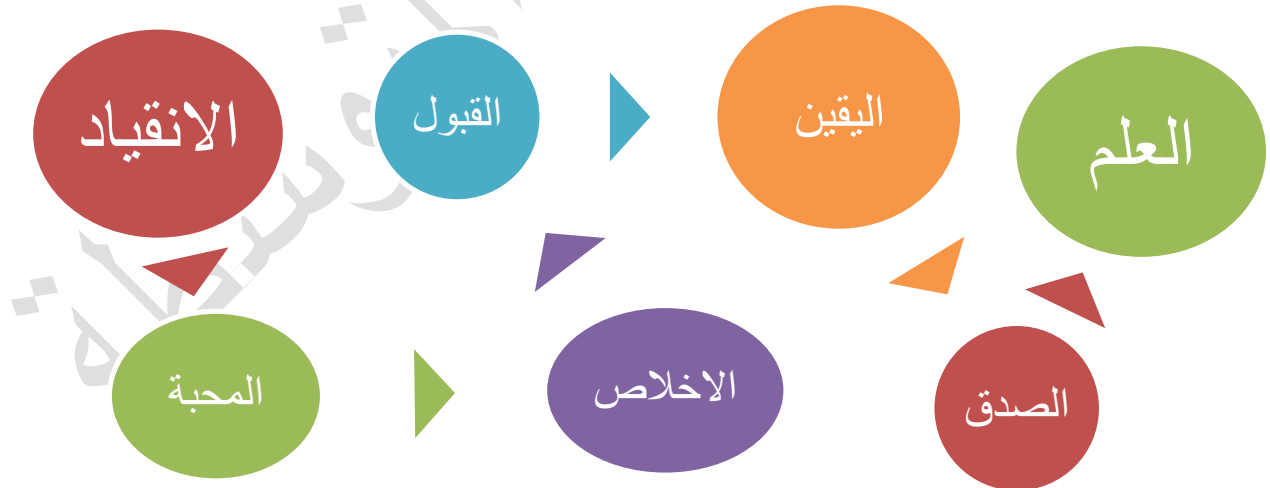 العلم
اليقين
القبول
الانقياد
الصدق
الاخلاص
المحبة